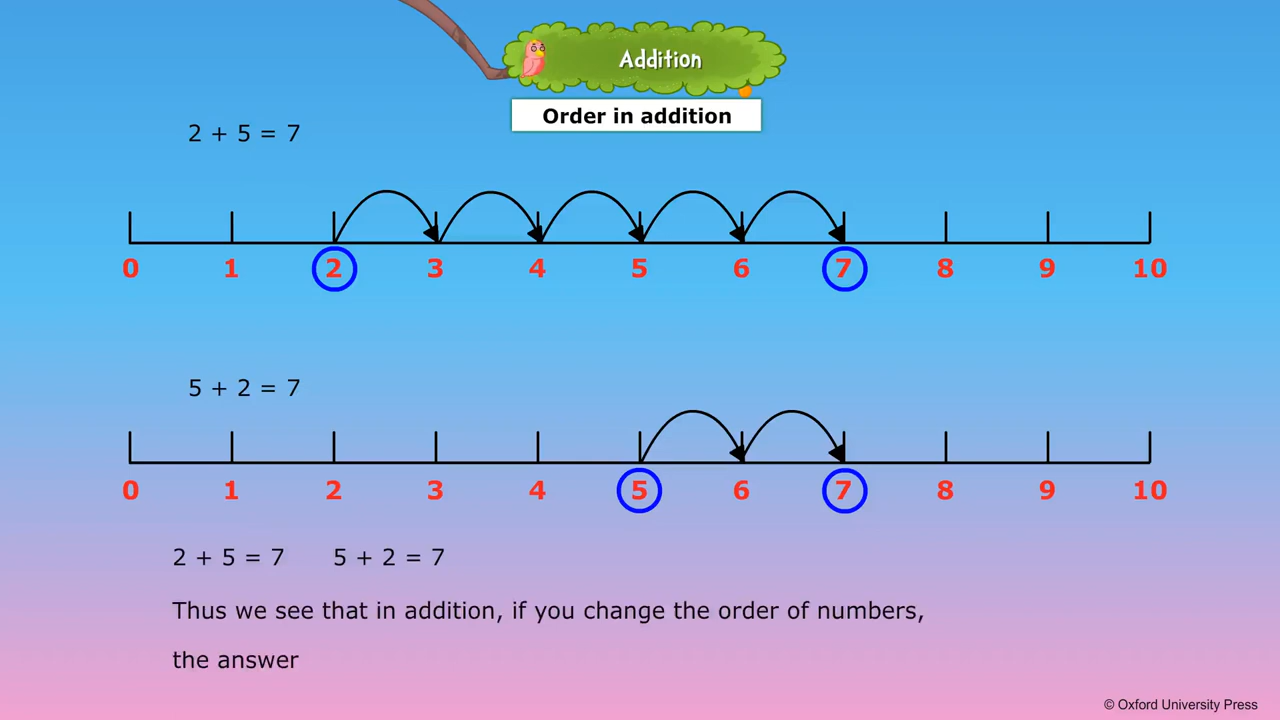 Addition
Order in addition
2 + 5 = 7
0 1 2 3 4 5 6 7 8 9 10
5 + 2 = 7
0 1 2 3 4 5 6 7 8 9 10
2 + 5 = 7 5 + 2 = 7
Thus we see that in addition, if you change the order of numbers,
the answer
© Oxford University Press